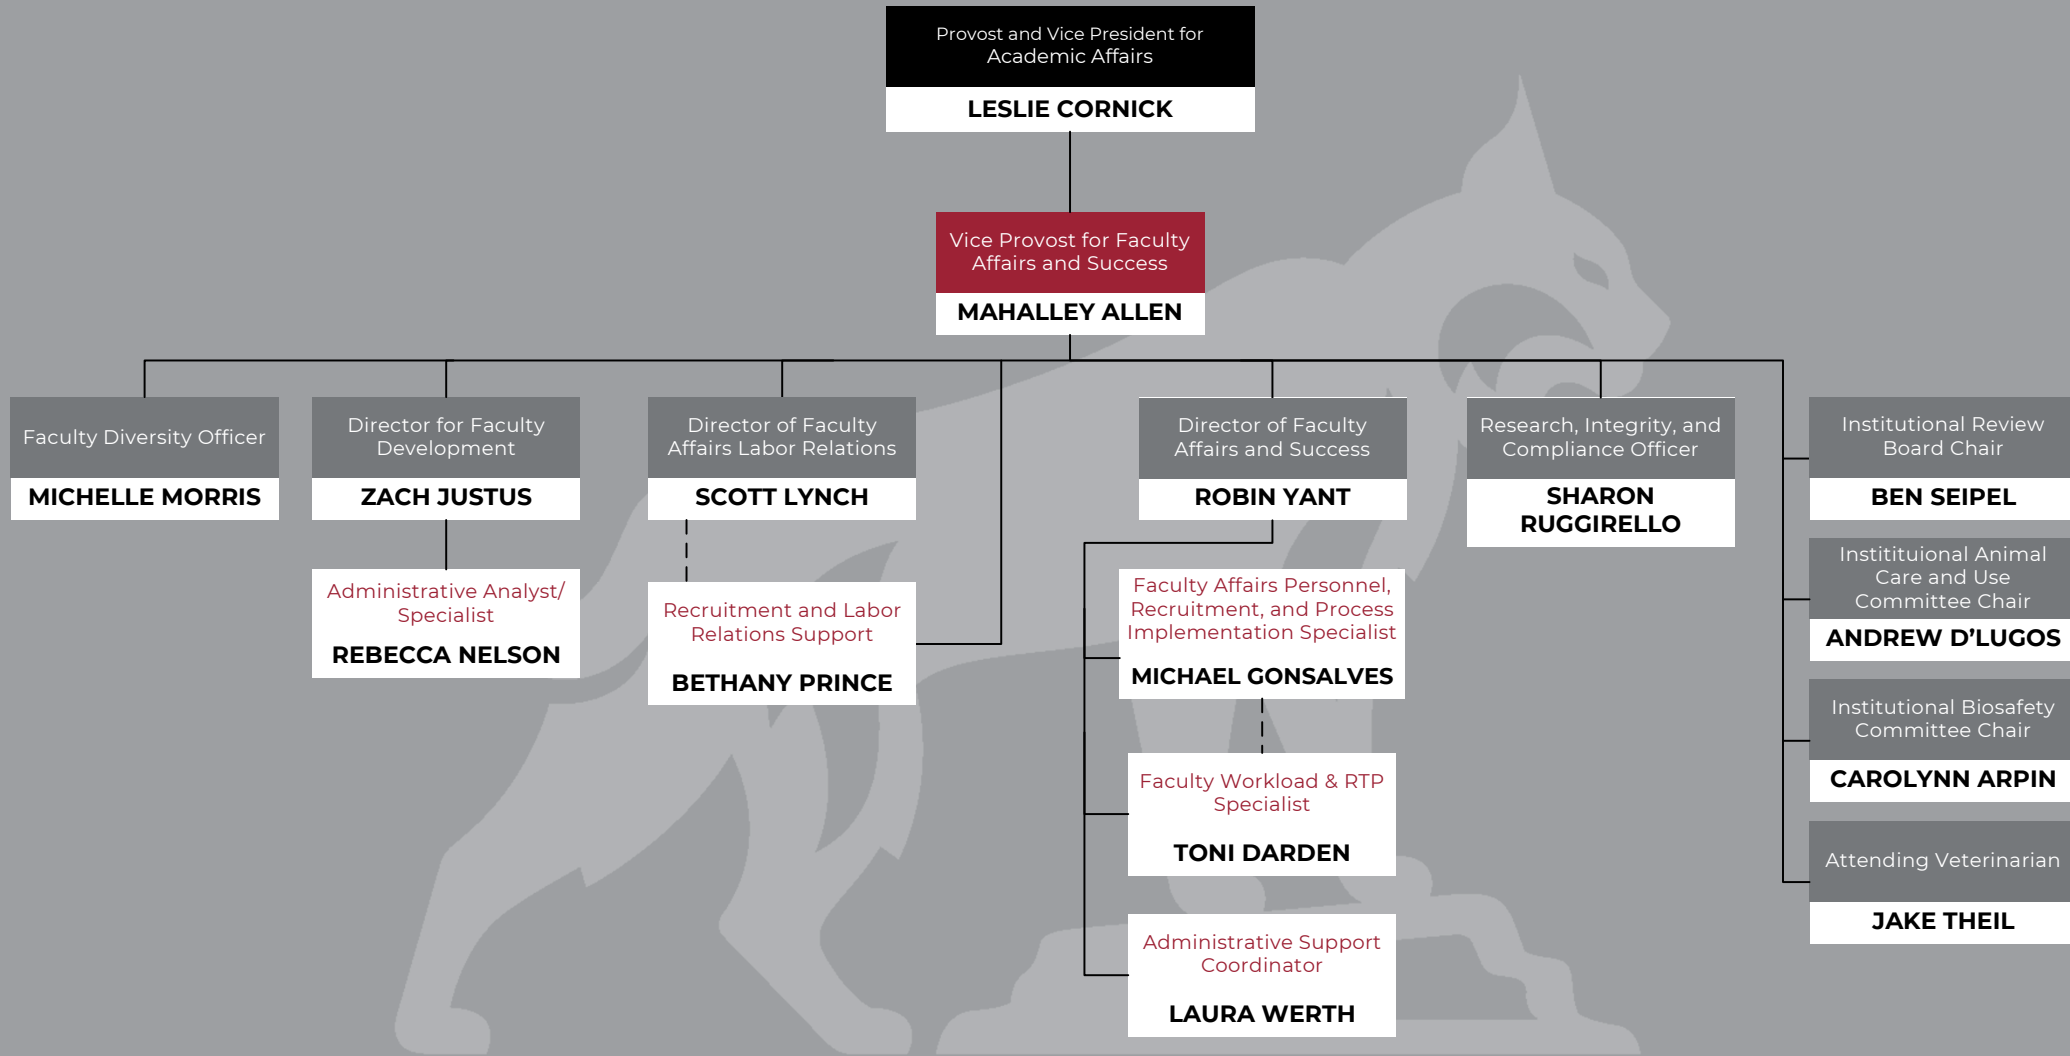 Provost and Vice President for
Academic Affairs
LESLIE CORNICK
Vice Provost for Faculty
Affairs and Success
MAHALLEY ALLEN
Faculty Diversity Officer
MICHELLE MORRIS
Director for Faculty
Development
ZACH JUSTUS
Administrative Analyst/
Specialist
REBECCA NELSON
Director of Faculty
Affairs Labor Relations
SCOTT LYNCH
Recruitment and Labor
Relations Support
BETHANY PRINCE
Director of Faculty
Affairs and Success
ROBIN YANT
Faculty Affairs Personnel,
Recruitment, and Process
Implementation Specialist
MICHAEL GONSALVES
Faculty Workload & RTP
Specialist
TONI DARDEN
Administrative Support
Coordinator
LAURA WERTH
Research, Integrity, and
Compliance Officer
SHARON
RUGGIRELLO
Institutional Review
Board Chair
BEN SEIPEL
Instituional Animal
Care and Use
Committee Chair
ANDREW D’LUGOS
Institutional Biosafety
Committee Chair
CAROLYNN ARPIN
Attending Veterinarian
JAKE THEIL